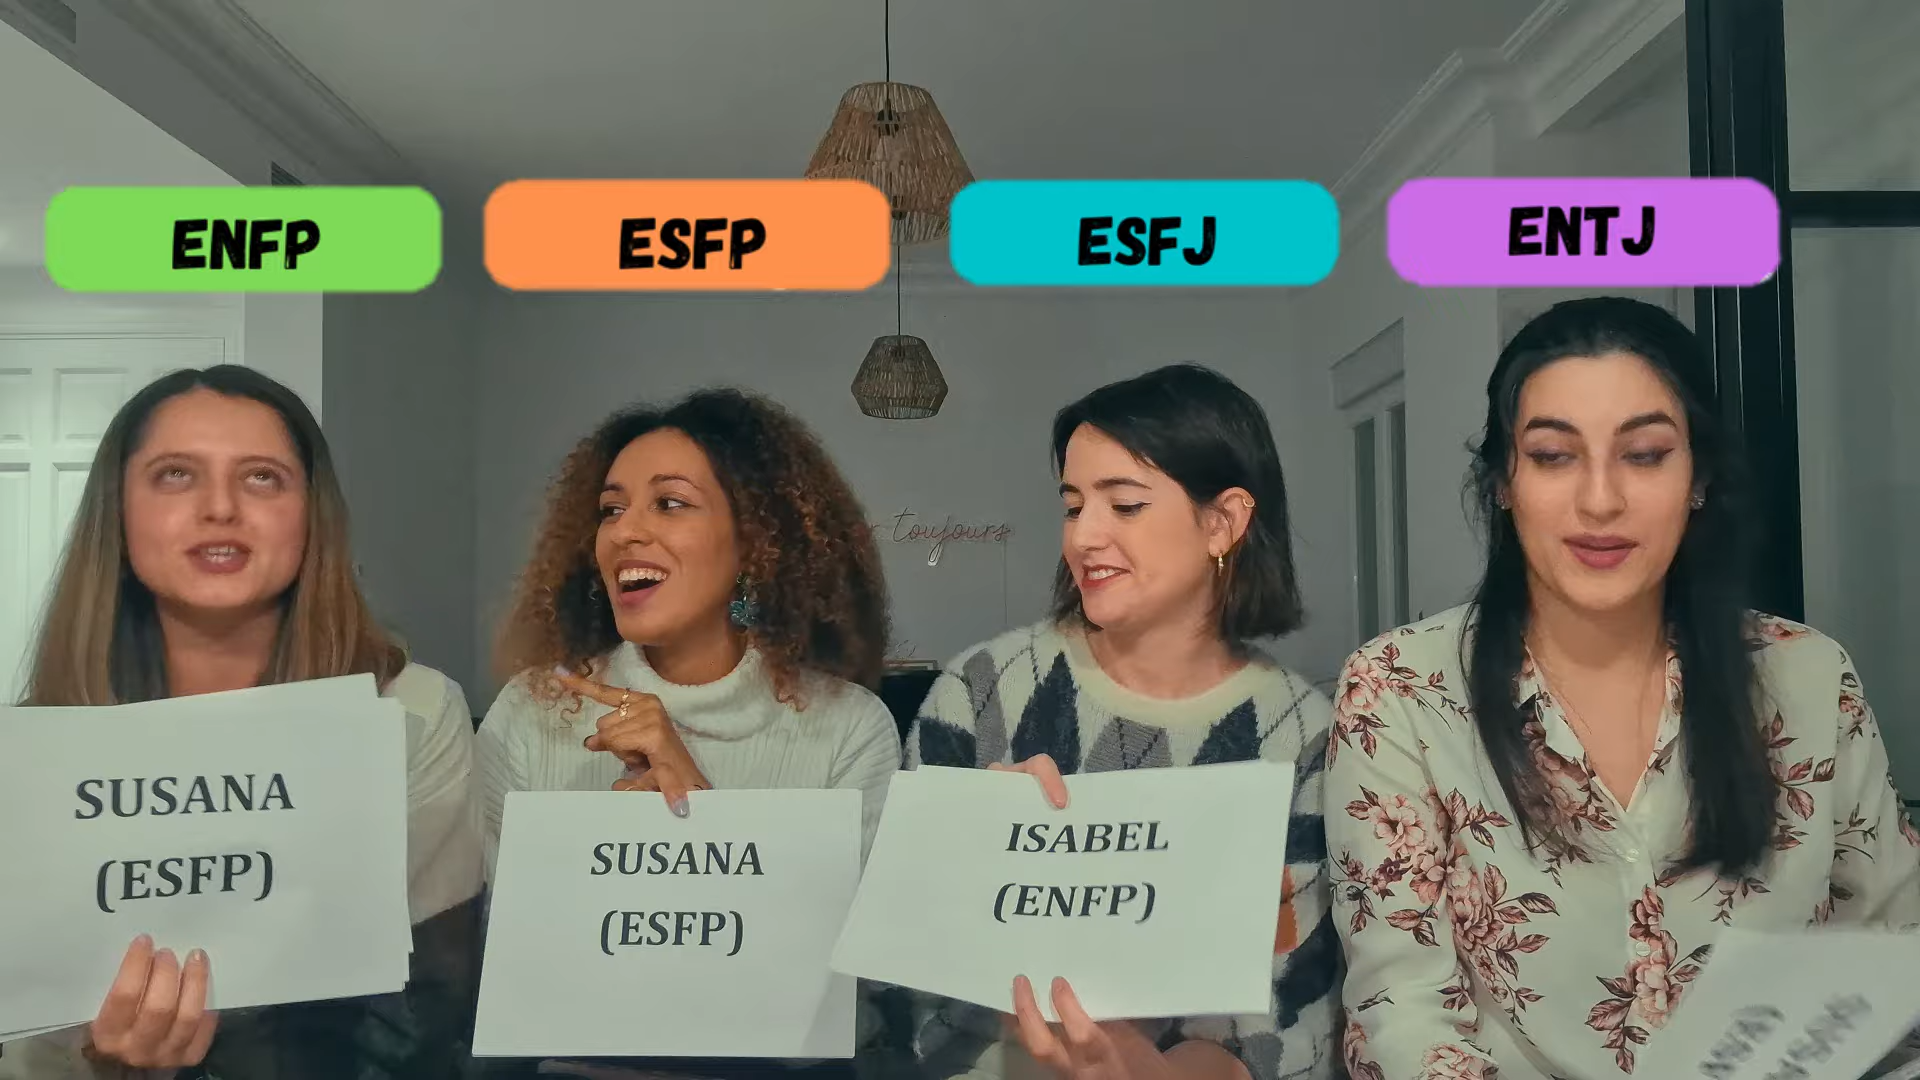 ENFP
ESFP
ESFJ
ENTJ
toujours
SUSANA
(ESFP)
SUSANA
(ESFP)
ISABEL
(ENFP)